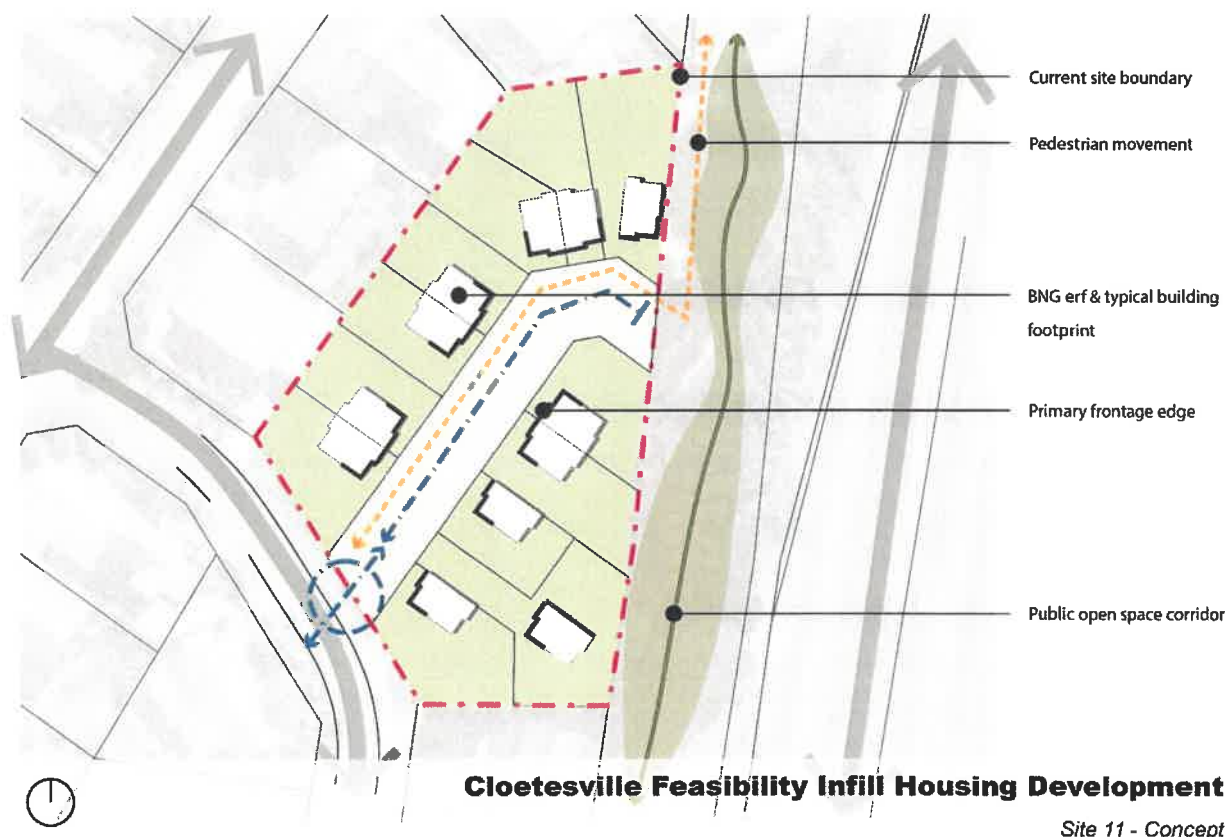 Current site boundary
Pedestrian movement
BNG erf & typical building
footprint
Primary frontage edge
Public open space corridor
Cloetesville Feasibility Infill Housing Development
Site 11 - Concept